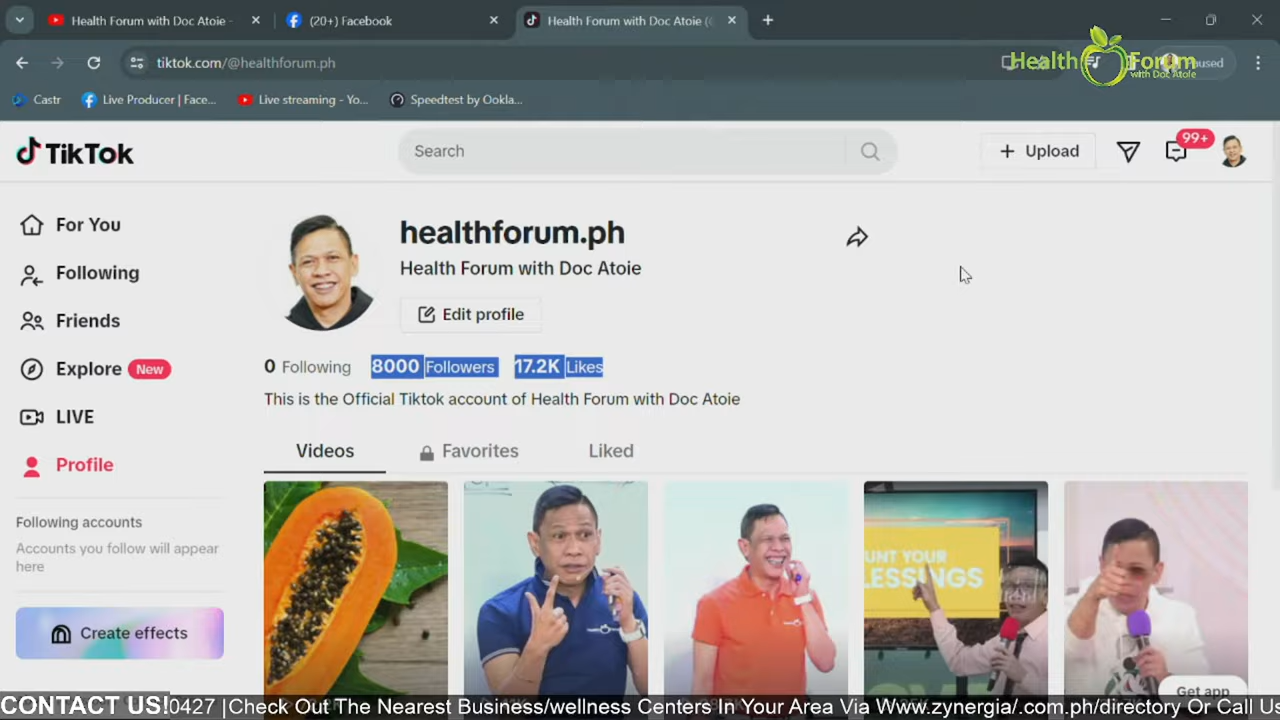 Health Forum with Doc Atoie -
(20+) Facebook
Health Forum with Doc Atoie (
tiktok.com/@healthforum.ph
Health Forum
with Doc Atoie
Castr
Live Producer | Face...
Live streaming - Yo...
Speedtest by Ookla...
TikTok
Search
Upload
99+
For You
Following
Friends
Explore New
LIVE
Profile
Following accounts
Accounts you follow will appear
here
Create effects
healthforum.ph
Health Forum with Doc Atoie
Edit profile
0 Following 8000 Followers 17.2K Likes
This is the Official Tiktok account of Health Forum with Doc Atoie
Videos Favorites Liked
Get app
CONTACT US!0427 |Check Out The Nearest Business/wellness Centers In Your Area Via Www.zynergia/.com.ph/directory Or Call Us